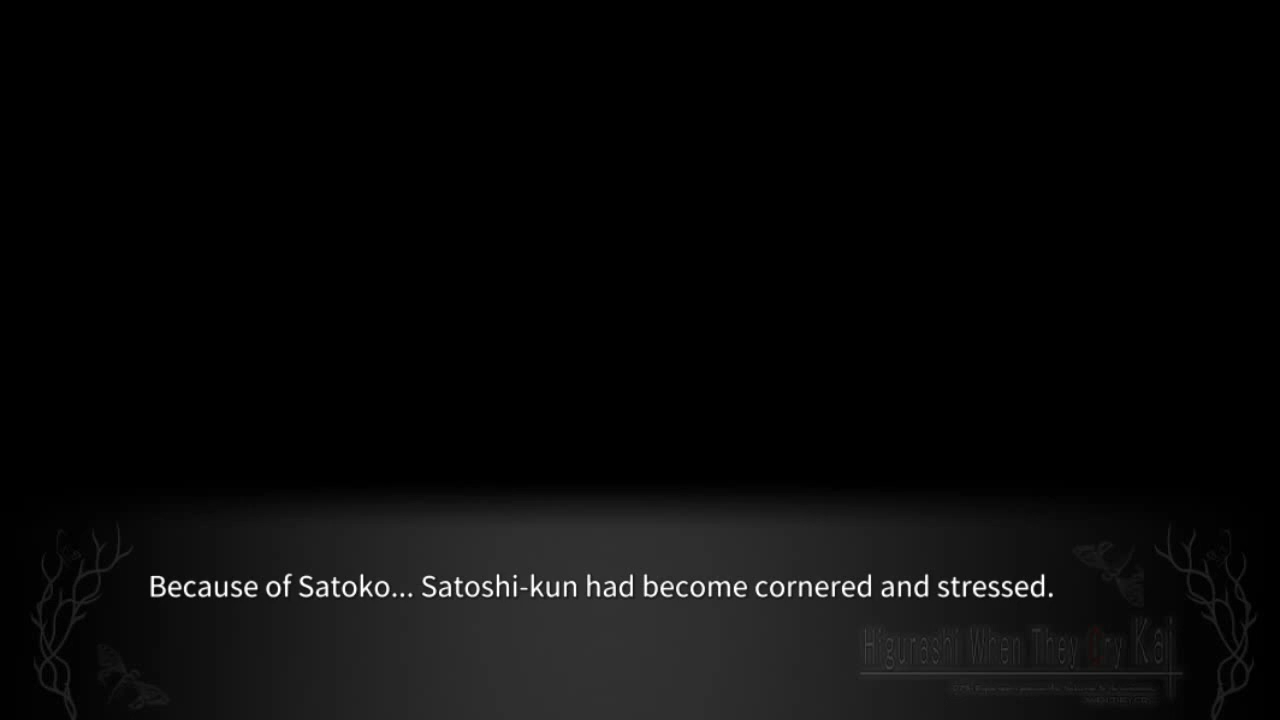 Because of Satoko... Satoshi-kun had become cornered and stressed.
Higurashi When They Cry Kai